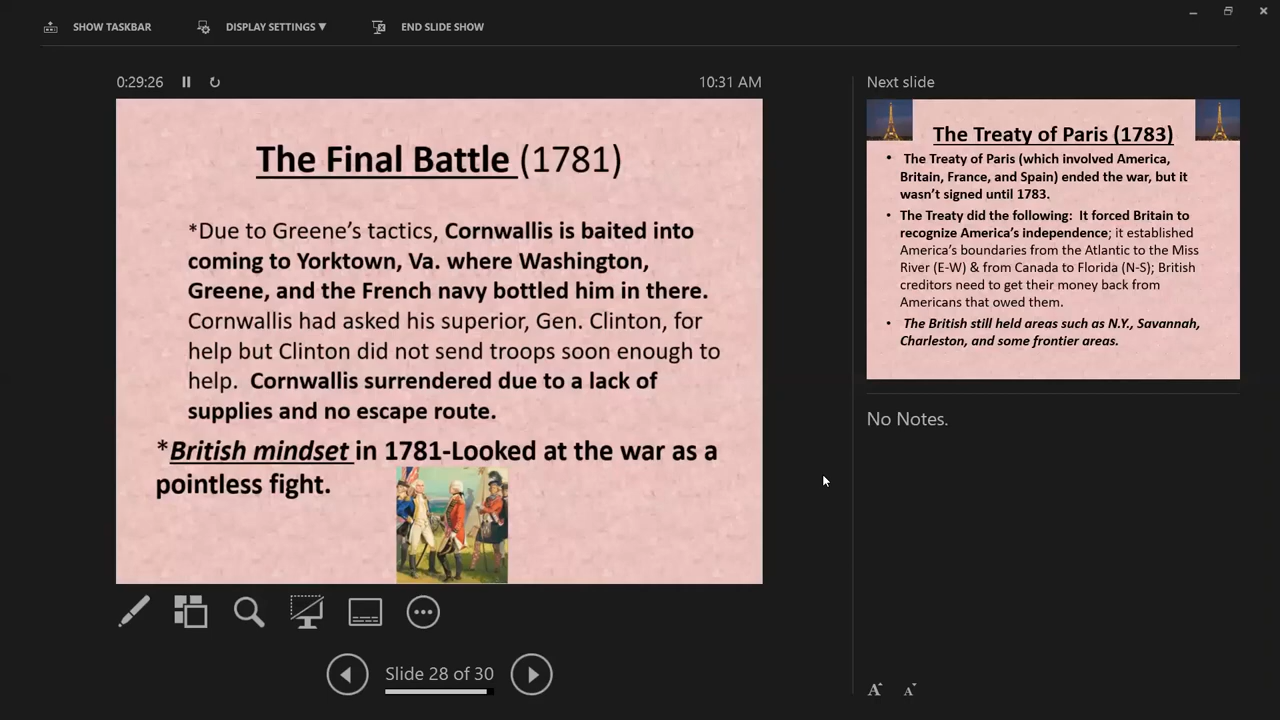 SHOW TASKBAR
DISPLAY SETTINGS ▼
END SLIDE SHOW
0:29:26
10:31 AM
The Final Battle (1781)
*Due to Greene’s tactics, Cornwallis is baited into
coming to Yorktown, Va. where Washington,
Greene, and the French navy bottled him in there.
Cornwallis had asked his superior, Gen. Clinton, for
help but Clinton did not send troops soon enough to
help.  Cornwallis surrendered due to a lack of
supplies and no escape route.
*British mindset in 1781-Looked at the war as a
pointless fight.
Slide 28 of 30
Next slide
The Treaty of Paris (1783)
• The Treaty of Paris (which involved America,
Britain, France, and Spain) ended the war, but it
wasn’t signed until 1783.
• The Treaty did the following:  It forced Britain to
recognize America’s independence; it established
America’s boundaries from the Atlantic to the Miss
River (E-W) & from Canada to Florida (N-S); British
creditors need to get their money back from
Americans that owed them.
• The British still held areas such as N.Y., Savannah,
Charleston, and some frontier areas.
No Notes.
A A